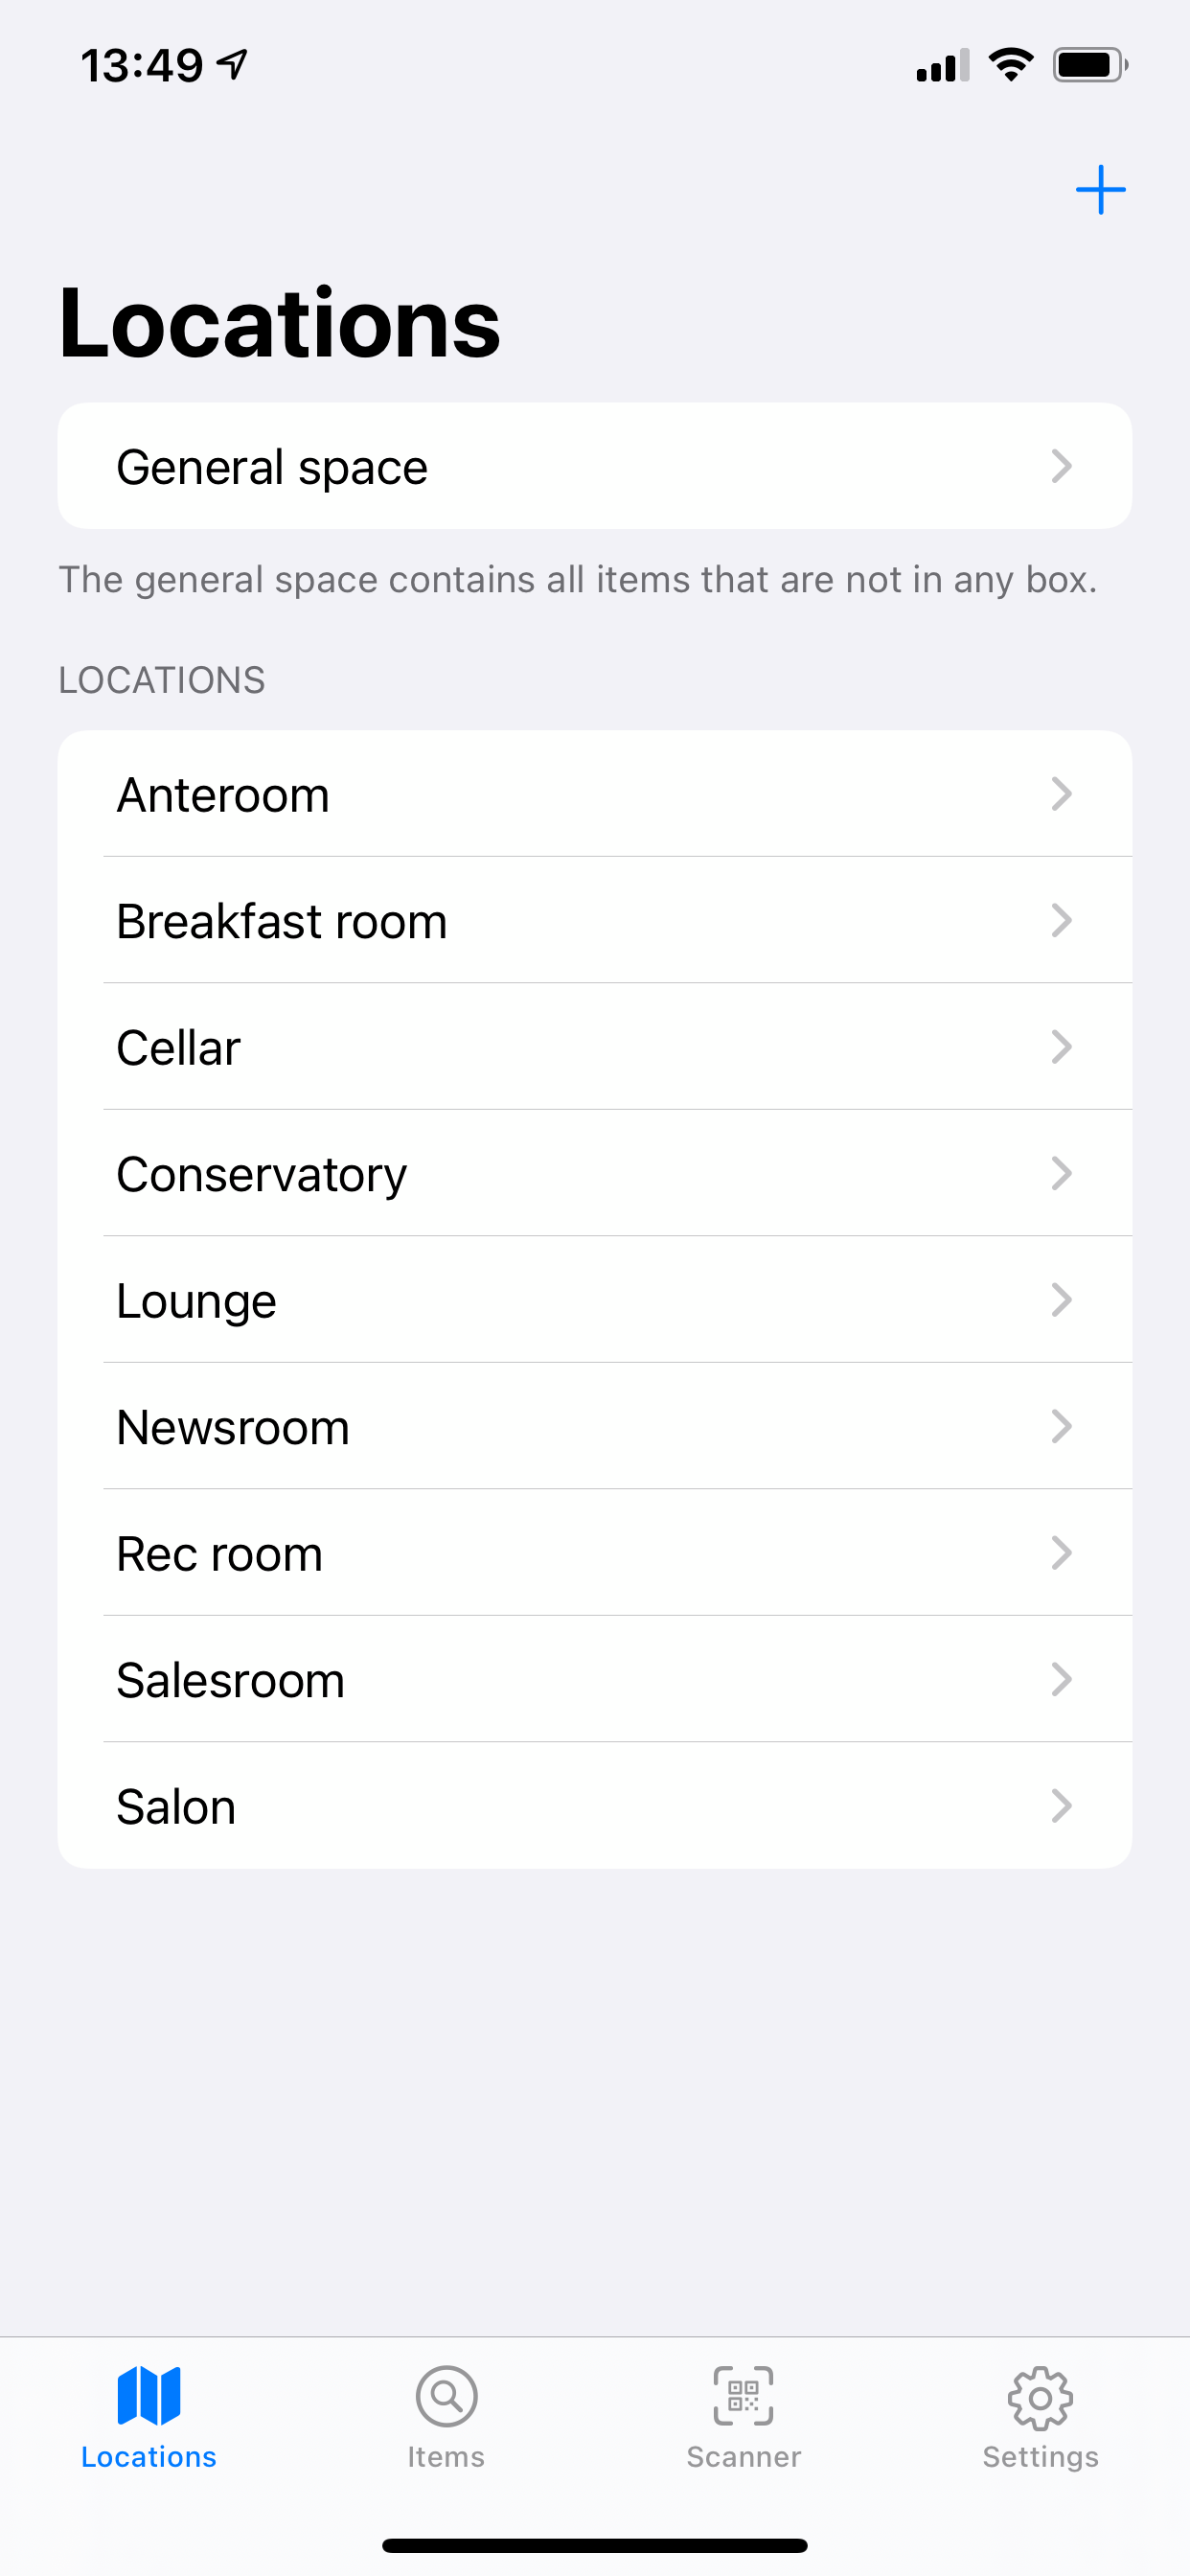 13:49
Locations
General space
The general space contains all items that are not in any box.
LOCATIONS
Anteroom
Breakfast room
Cellar
Conservatory
Lounge
Newsroom
Rec room
Salesroom
Salon
Locations Items Scanner Settings